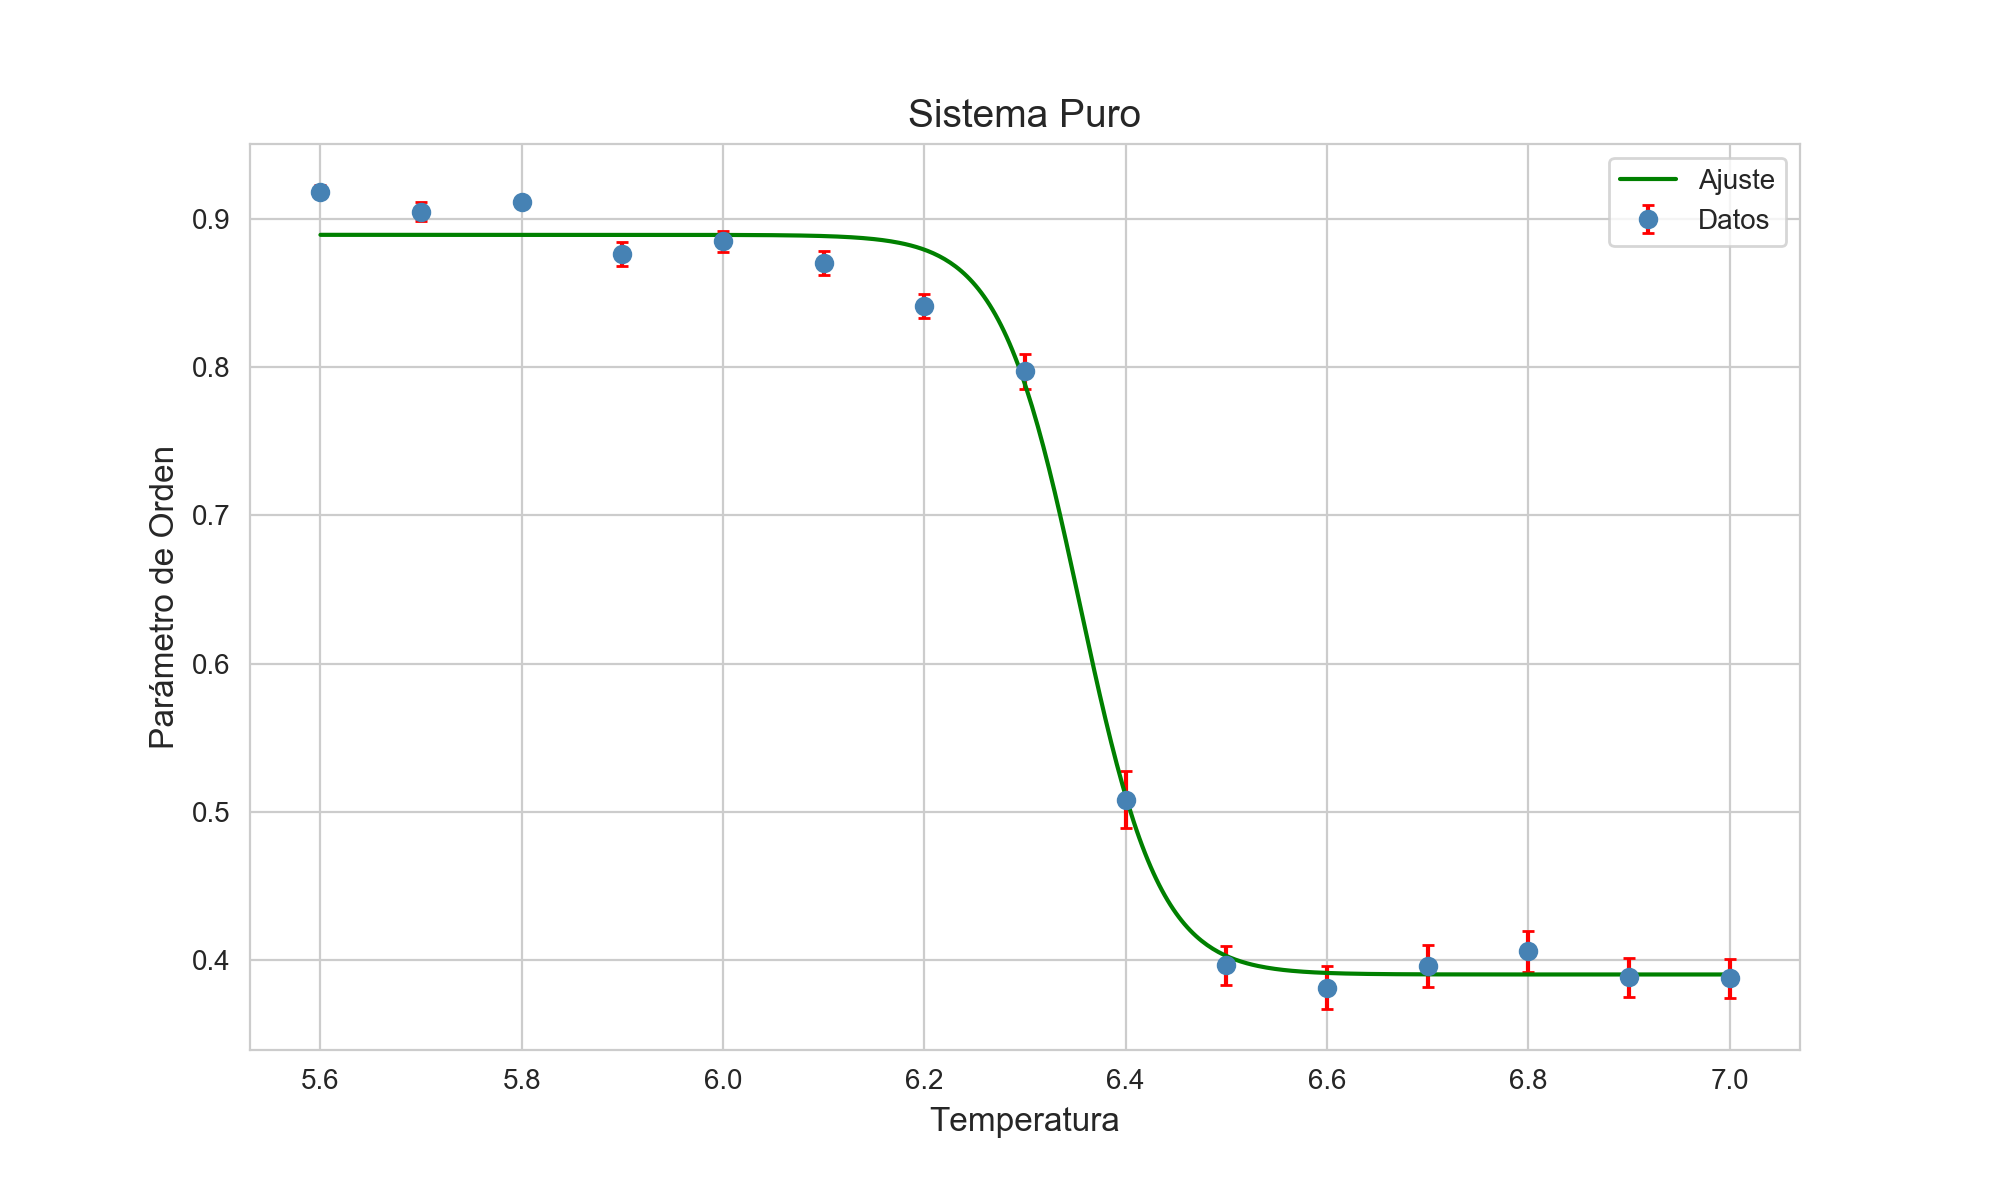 Sistema Puro
Ajuste
Datos
Parámetro de Orden
0.9
0.8
0.7
0.6
0.5
0.4
5.6 5.8 6.0 6.2 6.4 6.6 6.8 7.0
Temperatura